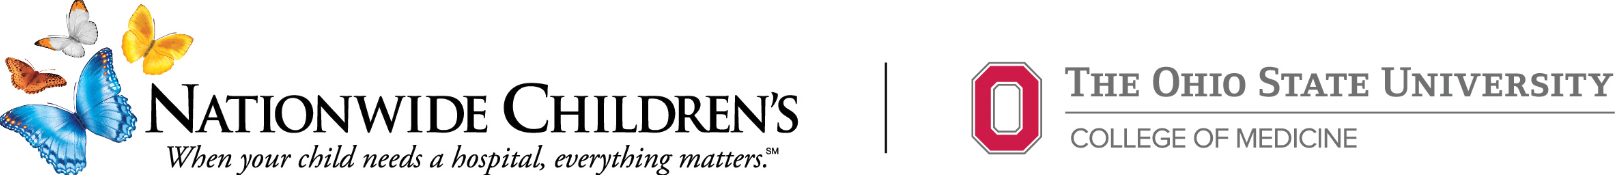 NATIONWIDE CHILDREN'S
When your child needs a hospital, everything matters.℠
THE OHIO STATE UNIVERSITY
COLLEGE OF MEDICINE